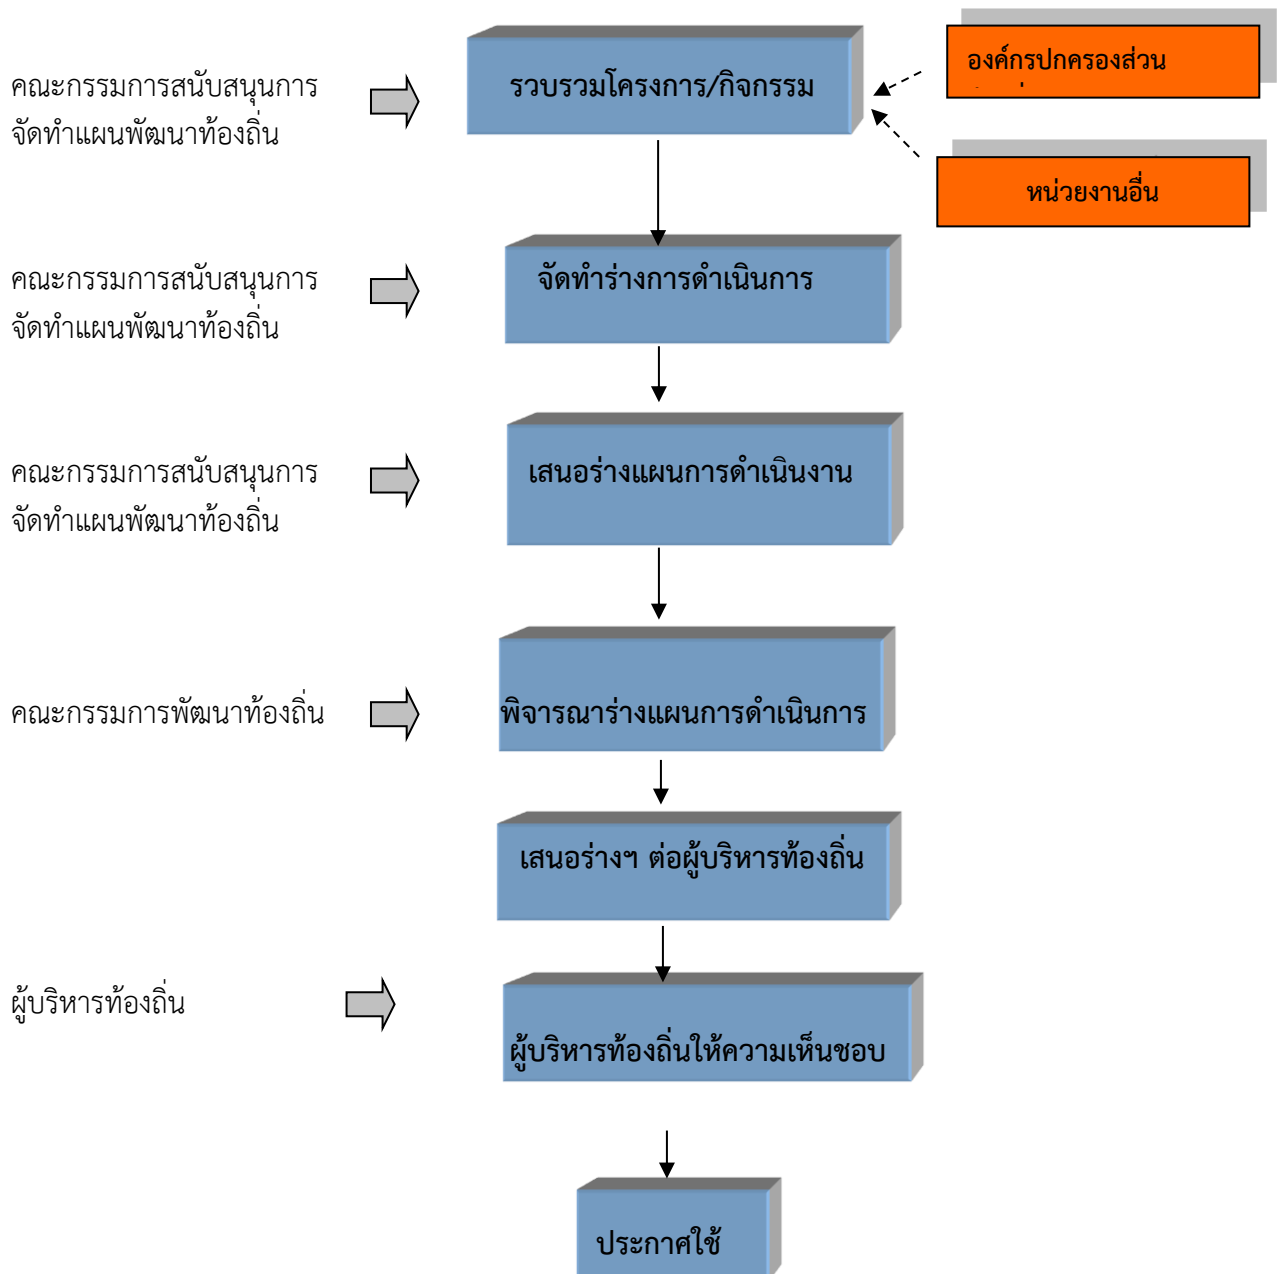 องค์กรปกครองส่วน
คณะกรรมการสนับสนุนการ
จัดทำแผนพัฒนาท้องถิ่น
รวบรวมโครงการ/กิจกรรม
หน่วยงานอื่น
คณะกรรมการสนับสนุนการ
จัดทำแผนพัฒนาท้องถิ่น
จัดทำร่างการดำเนินการ
คณะกรรมการสนับสนุนการ
จัดทำแผนพัฒนาท้องถิ่น
เสนอร่างแผนการดำเนินงาน
คณะกรรมการพัฒนาท้องถิ่น
พิจารณาร่างแผนการดำเนินการ
เสนอร่างฯ ต่อผู้บริหารท้องถิ่น
ผู้บริหารท้องถิ่น
ผู้บริหารท้องถิ่นให้ความเห็นชอบ
ประกาศใช้